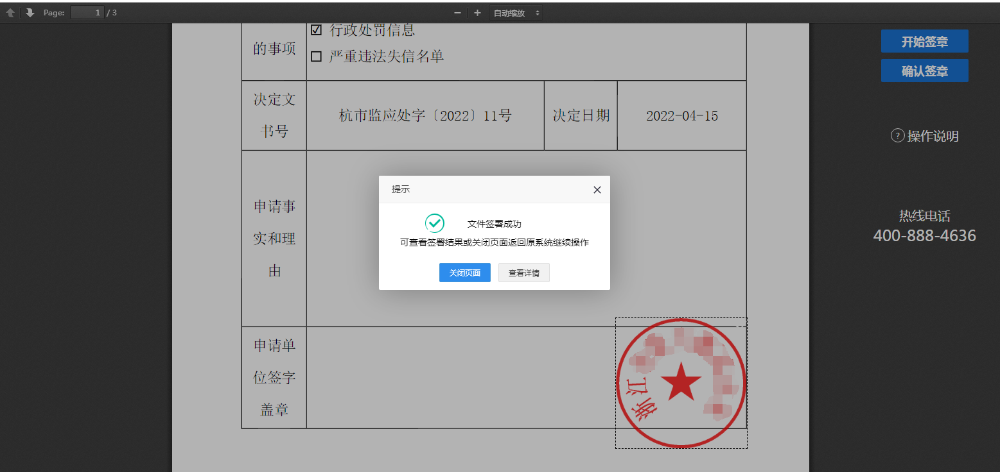 Page: 1 / 3
自动缩放
行政处罚信息
的事项
严重违法失信名单
决定文
书号
杭市监应处字〔2022〕11号
决定日期
2022-04-15
申请事
实和理
由
申请单
位签字
盖章
浙江
提示
文件签署成功
可查看签署结果或关闭页面返回原系统继续操作
关闭页面
查看详情
开始签章
确认签章
? 操作说明
热线电话
400-888-4636